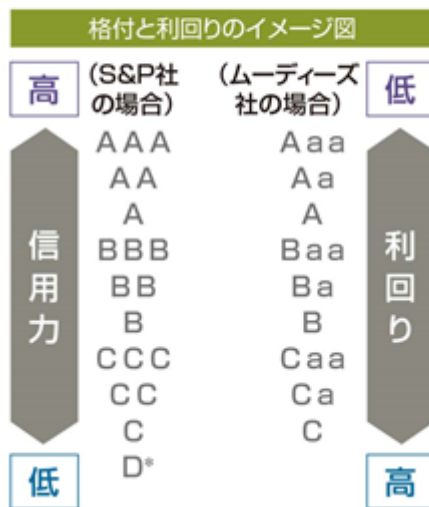 格付と利回りのイメージ図
高 （S&P社の場合） （ムーディーズ社の場合） 低
AAA Aaa
AA Aa
A A
BBB Baa
BB Ba
B B
CCC Caa
CC Ca
C C
D*
信用力
利回り
低 高